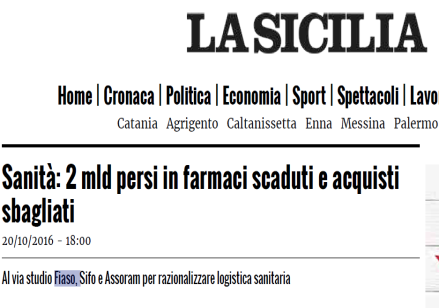 LA SICILIA
Home | Cronaca | Politica | Economia | Sport | Spettacoli |
Catania Agrigento Caltanissetta Enna Messina Palermo
Sanità: 2 mld persi in farmaci scaduti e acquisti
sbagliati
20/10/2016 - 18:00
Al via studio Fiaso, Sifo e Assoram per razionalizzare logistica sanitaria